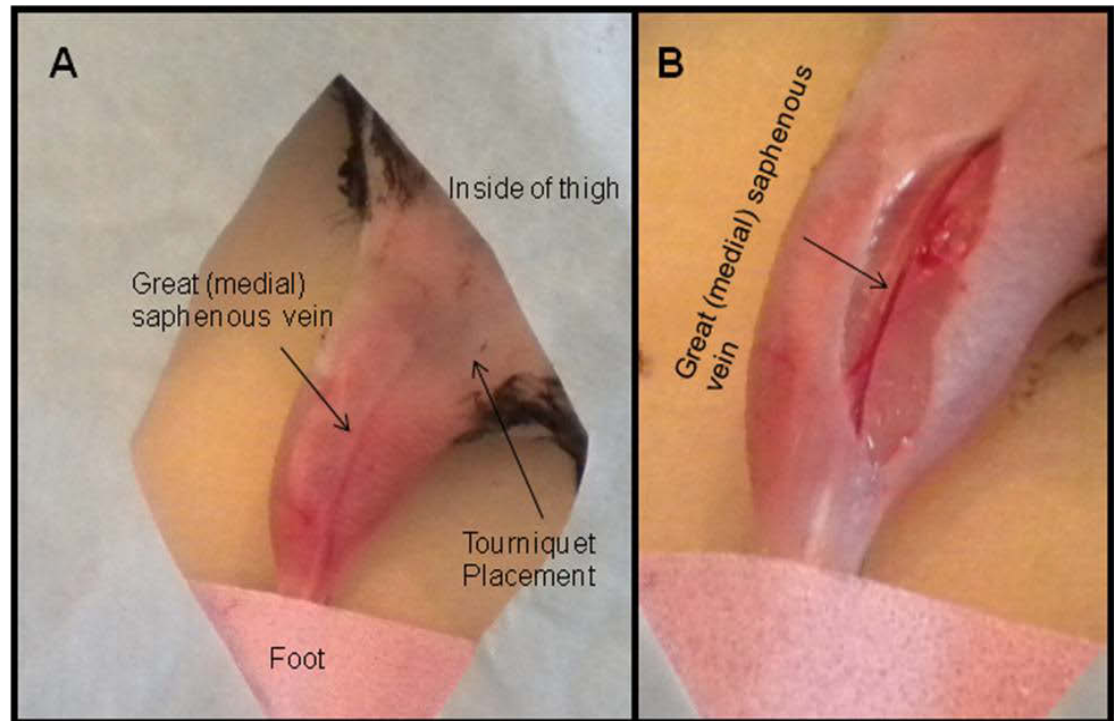 A
Inside of thigh
Great (medial)
saphenous vein
Tourniquet
Placement
Foot
B
Great (medial) saphenous
vein